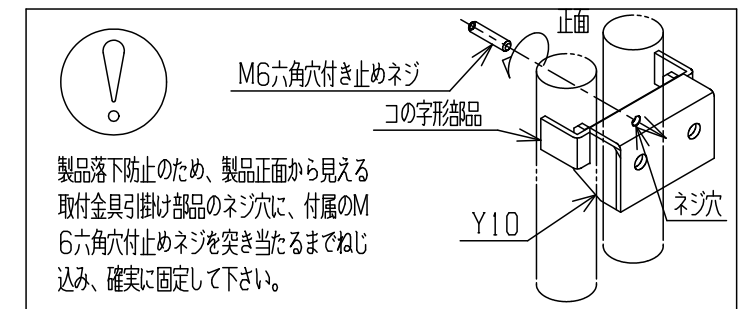 正面
M6六角穴付き止めネジ
コの字形部品
製品落下防止のため、製品正面から見える
取付金具引掛け部品のネジ穴に、付属のM
6六角穴付止めネジを突き当たるまでねじ
込み、確実に固定して下さい。
Y10
ネジ穴